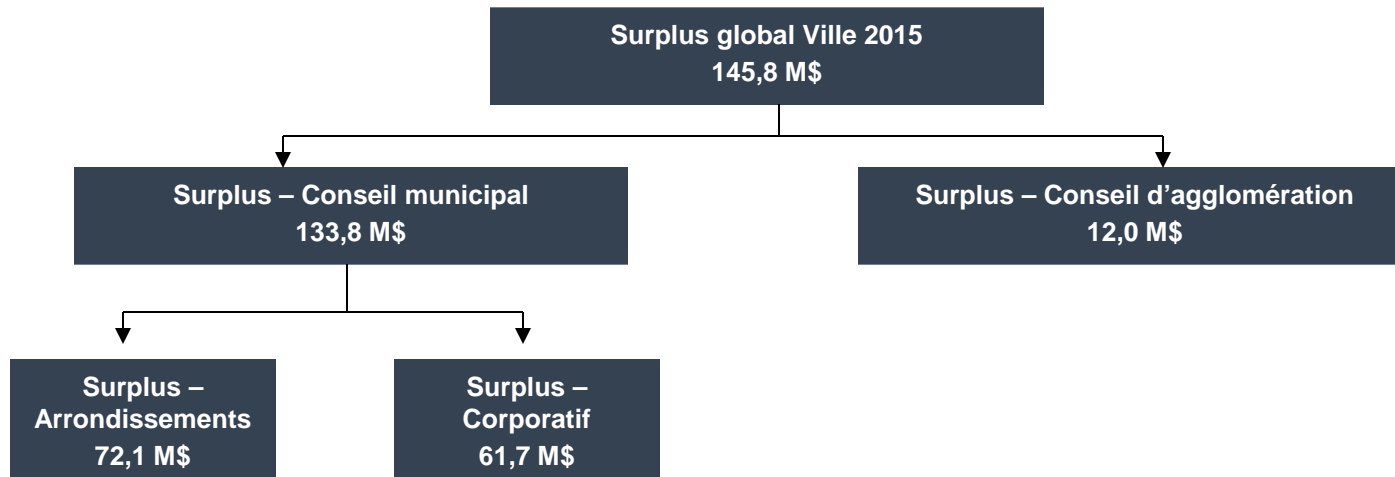 Surplus global Ville 2015
145,8 M$
Surplus – Conseil municipal
133,8 M$
Surplus – Conseil d’agglomération
12,0 M$
Surplus –
Arrondissements
72,1 M$
Surplus –
Corporatif
61,7 M$